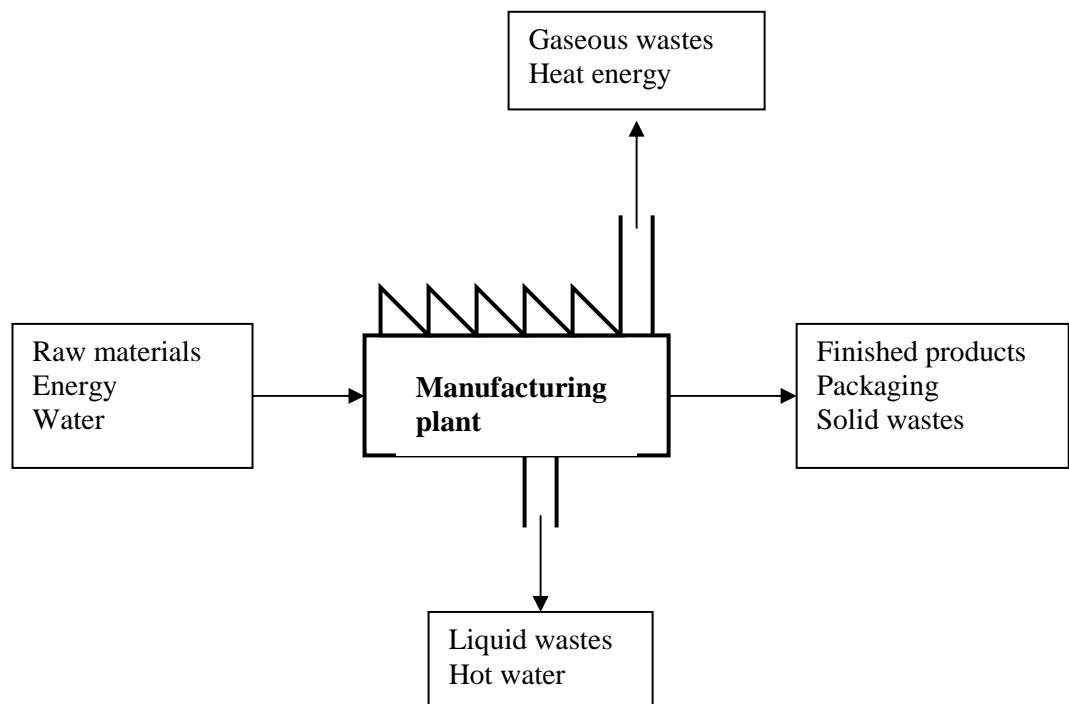 Gaseous wastes
Heat energy
Raw materials
Energy
Water
Manufacturing
plant
Finished products
Packaging
Solid wastes
Liquid wastes
Hot water